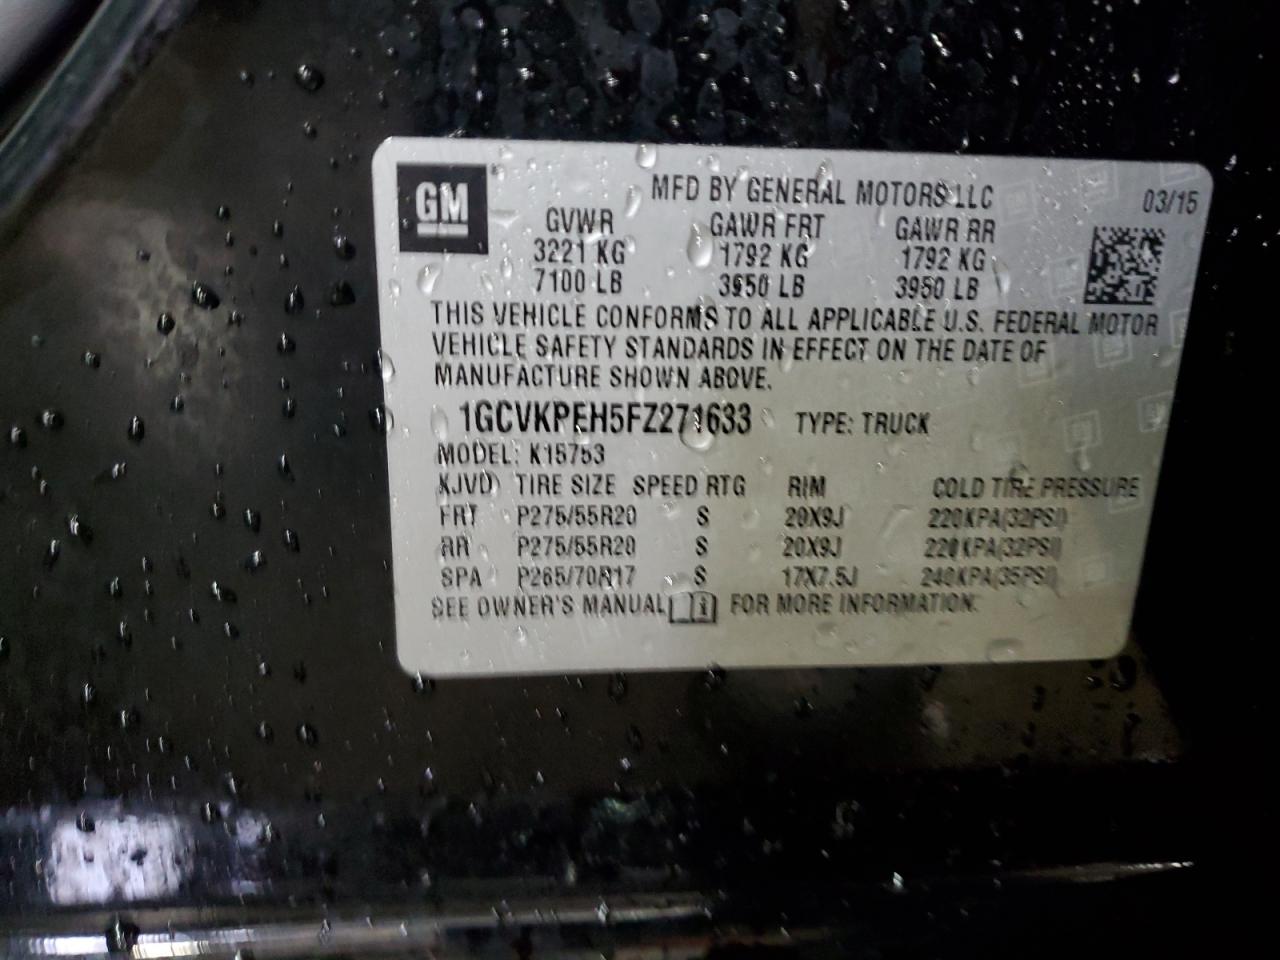 GM
MFD BY GENERAL MOTORS LLC 03/15
GVWR GAWR FRT GAWR RR
3221 KG 1792 KG 1792 KG
7100 LB 3950 LB 3950 LB
THIS VEHICLE CONFORMS TO ALL APPLICABLE U.S. FEDERAL MOTOR
VEHICLE SAFETY STANDARDS IN EFFECT ON THE DATE OF
MANUFACTURE SHOWN ABOVE.
1GCVKPEH5FZ271633 TYPE: TRUCK
MODEL: K15753
KJVD TIRE SIZE SPEED RTG RIM COLD TIRE PRESSURE
FRT P275/55R20 S 20X9J 220KPA(32PSI)
RR P275/55R20 S 20X9J 220KPA(32PSI)
SPA P265/70R17 S 17X7.5J 240KPA(35PSI)
SEE OWNER'S MANUAL FOR MORE INFORMATION.